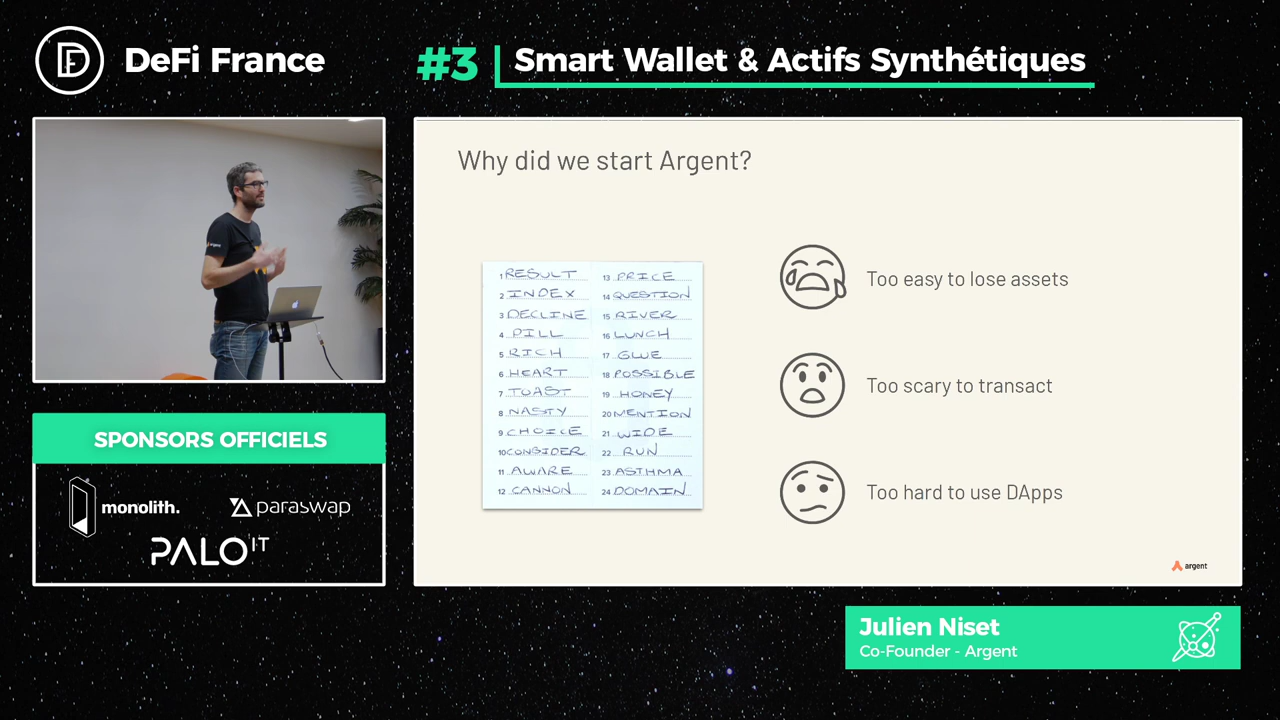 DeFi France
#3 Smart Wallet & Actifs Synthétiques
argent
SPONSORS OFFICIELS
monolith.
paraswap
PALO IT
Why did we start Argent?
1 RESULT
2 INDEX
3 DECLINE
4 PILL
5 RICH
6 HEART
7 TOAST
8 NASTY
9 CHOICE
10 CONSIDER
11 AWARE
12 CANNON
13 PRICE
14 QUESTION
15 RIVER
16 LUNCH
17 GLUE
18 POSSIBLE
19 HONEY
20 MENTION
21 WIDE
22 RUN
23 ASTHMA
24 DOMAIN
Too easy to lose assets
Too scary to transact
Too hard to use DApps
argent
Julien Niset
Co-Founder - Argent